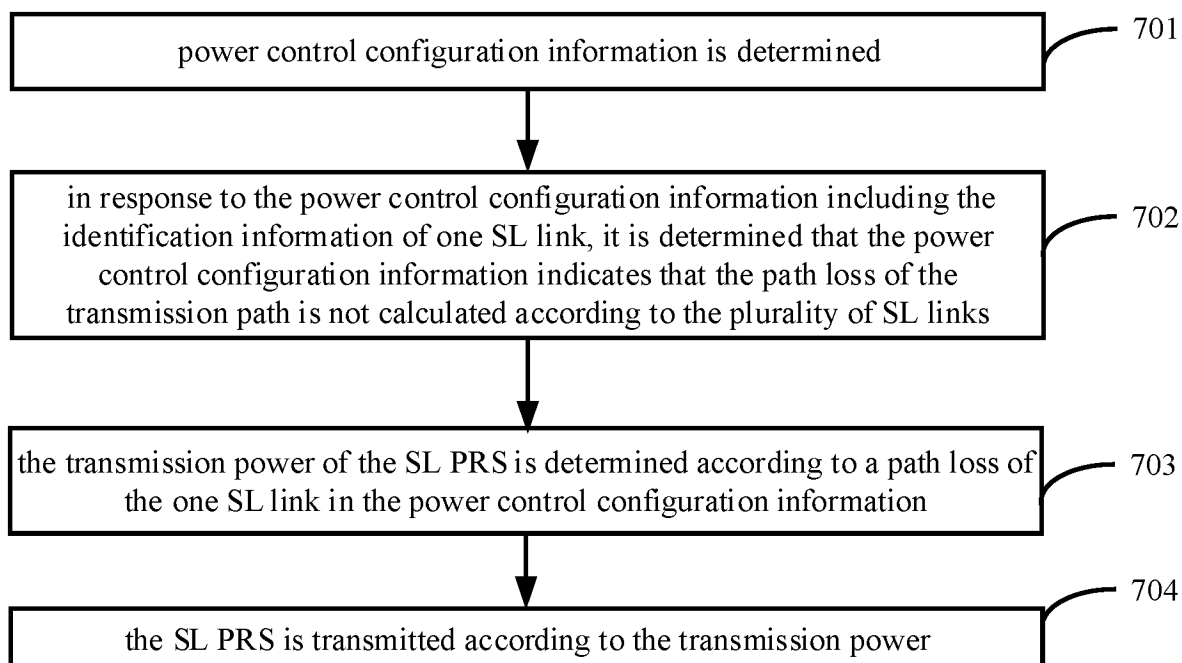 power control configuration information is determined
701
in response to the power control configuration information including the
identification information of one SL link, it is determined that the power
control configuration information indicates that the path loss of the
transmission path is not calculated according to the plurality of SL links
702
the transmission power of the SL PRS is determined according to a path loss of
the one SL link in the power control configuration information
703
the SL PRS is transmitted according to the transmission power
704